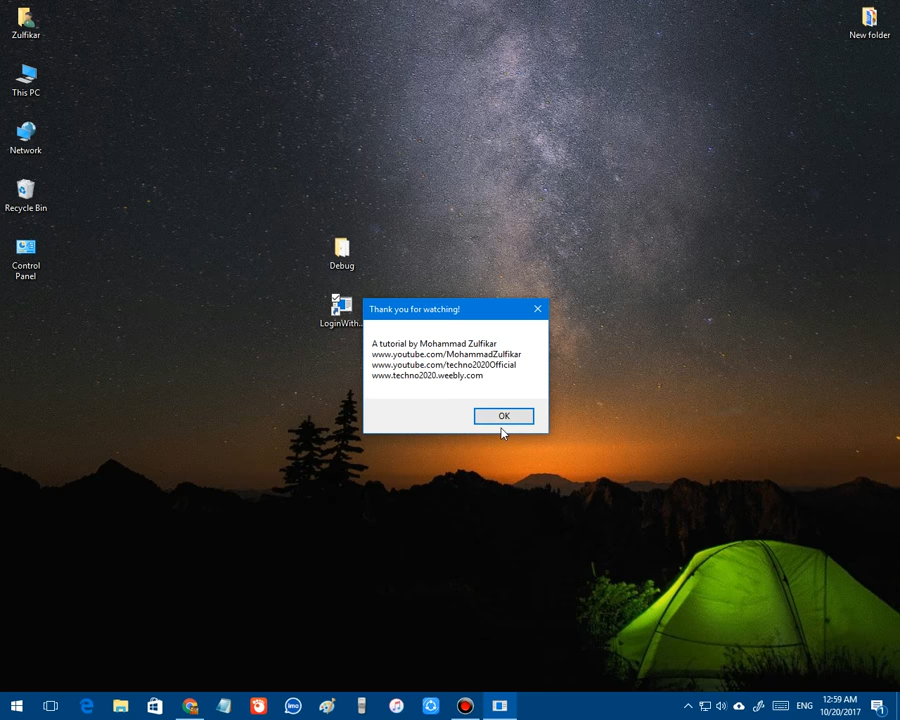 Zulfikar
New folder
This PC
Network
Recycle Bin
Control
Panel
Debug
LoginWith...
Thank you for watching!
A tutorial by Mohammad Zulfikar
www.youtube.com/MohammadZulfikar
www.youtube.com/techno2020Official
www.techno2020.weebly.com
OK
imo
ENG
12:59 AM
10/20/2017
1